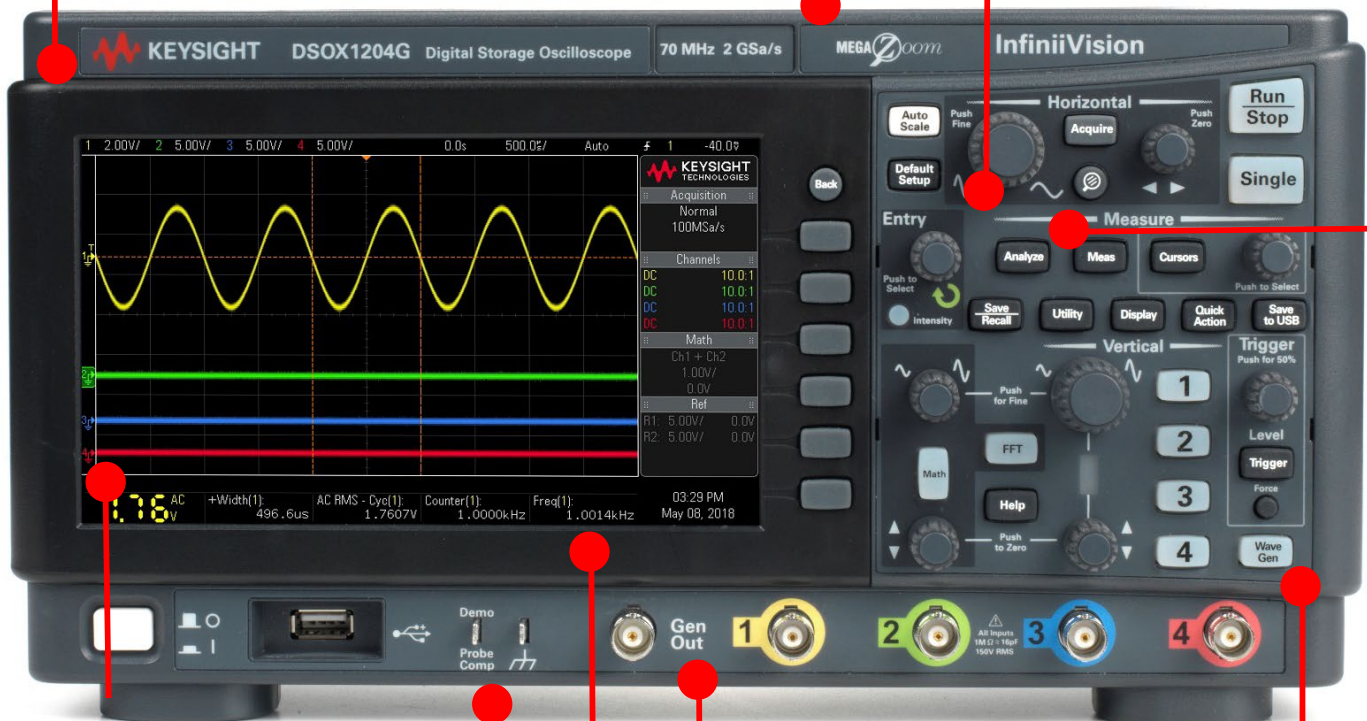 KEYSIGHT DSOX1204G Digital Storage Oscilloscope 70 MHz 2 GSa/s MEGA Zoom InfiniiVision
1 2.00V/ 2 5.00V/ 3 5.00V/ 4 5.00V/ 0.0s 500.0s/ Auto 1 -40.0
KEYSIGHT
TECHNOLOGIES
Acquisition
Normal
100MSa/s
Channels
DC 10.0:1
DC 10.0:1
DC 10.0:1
DC 10.0:1
Math
Ch1 + Ch2
1.00V/
0.0V
Ref
R1: 5.00V/ 0.0V
R2: 5.00V/ 0.0V
T
1
2
3
4
1.76 AC V
+Width(1):
496.6us
AC RMS - Cyc(1):
1.7607V
Counter(1):
1.0000kHz
Freq(1):
1.0014kHz
03:29 PM
May 08, 2018
Back
Auto
Scale
Default
Setup
Horizontal
Push
Fine
Acquire
Push
Zero
Run
Stop
Single
Entry
Push to
Select
Intensity
Measure
Analyze
Meas
Cursors
Push to Select
Save
Recall
Utility
Display
Quick
Action
Save
to USB
Vertical
Push
for Fine
Math
FFT
Help
Push
to Zero
1
2
3
4
Trigger
Push for 50%
Level
Trigger
Force
Wave
Gen
Demo
Probe
Comp
Gen
Out
1
2
All Inputs
1M Ω = 16pF
150V RMS
3
4